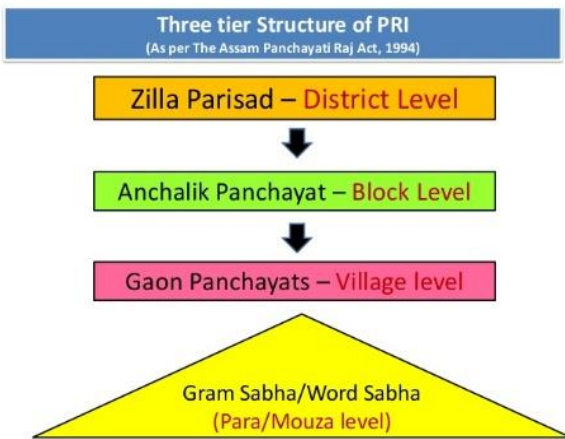 Three tier Structure of PRI
(As per The Assam Panchayati Raj Act, 1994)
Zilla Parisad – District Level
Anchalik Panchayat – Block Level
Gaon Panchayats – Village level
Gram Sabha/Word Sabha
(Para/Mouza level)